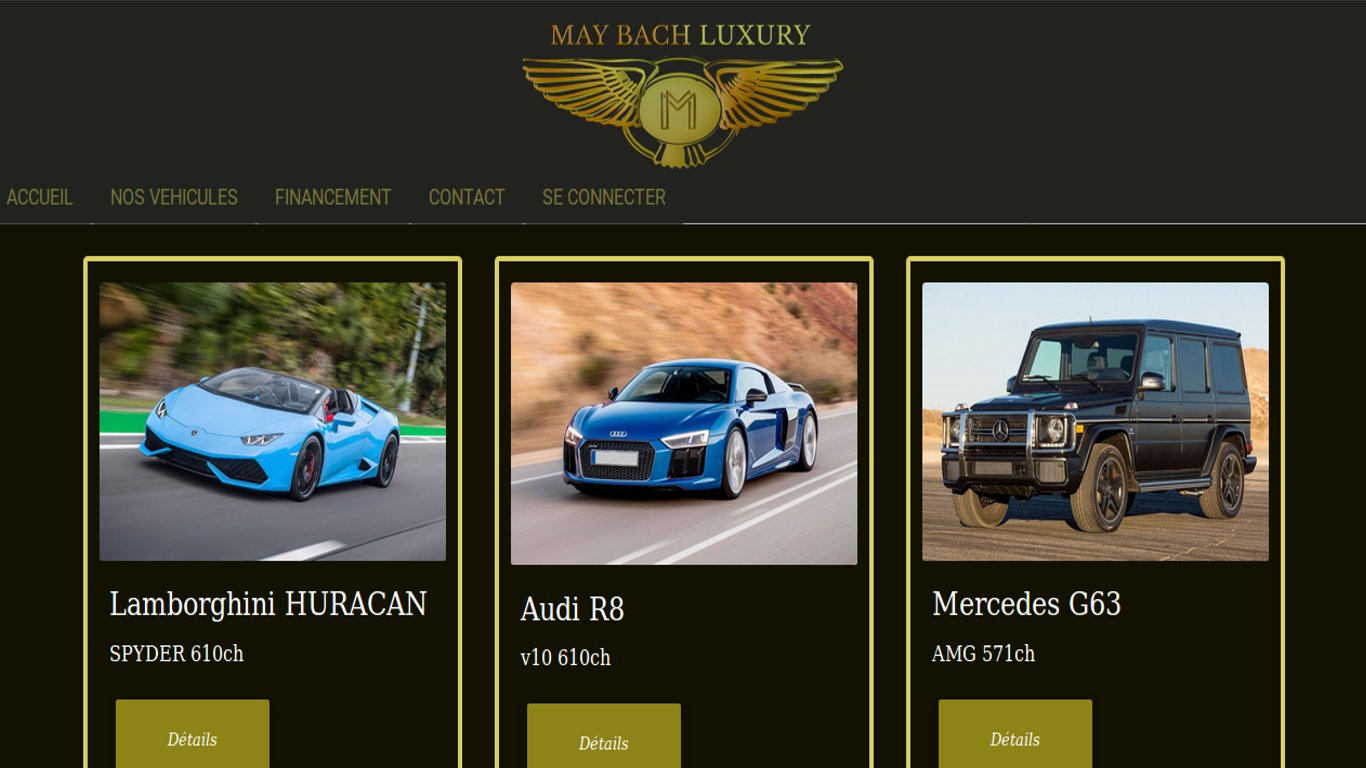 MAY BACH LUXURY
M
ACCUEIL NOS VEHICULES FINANCEMENT CONTACT SE CONNECTER
Lamborghini HURACAN
SPYDER 610ch
Détails
Audi R8
v10 610ch
Détails
Mercedes G63
AMG 571ch
Détails